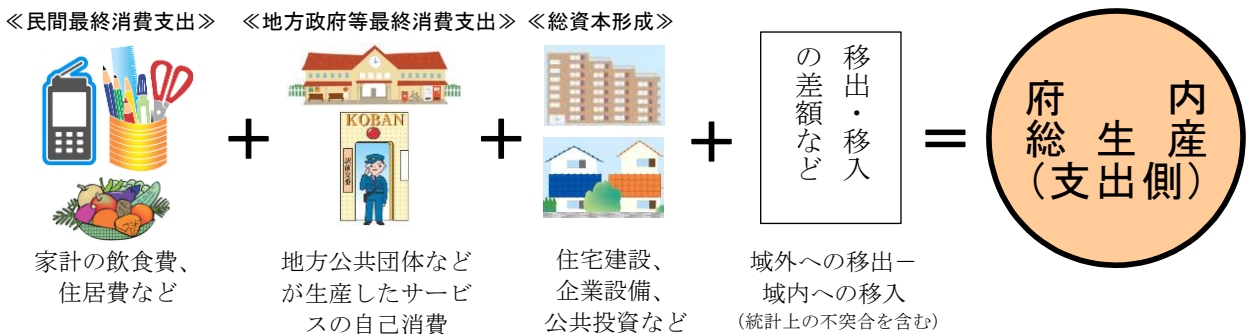 ≪民間最終消費支出≫
≪地方政府等最終消費支出≫
≪総資本形成≫
KOBAN
移出・移入
の差額など
＋
＋
＋
＝
府内
総生産
（支出側）
家計の飲食費、
住居費など
地方公共団体など
が生産したサービ
スの自己消費
住宅建設、
企業設備、
公共投資など
域外への移出－
域内への移入
（統計上の不突合を含む）